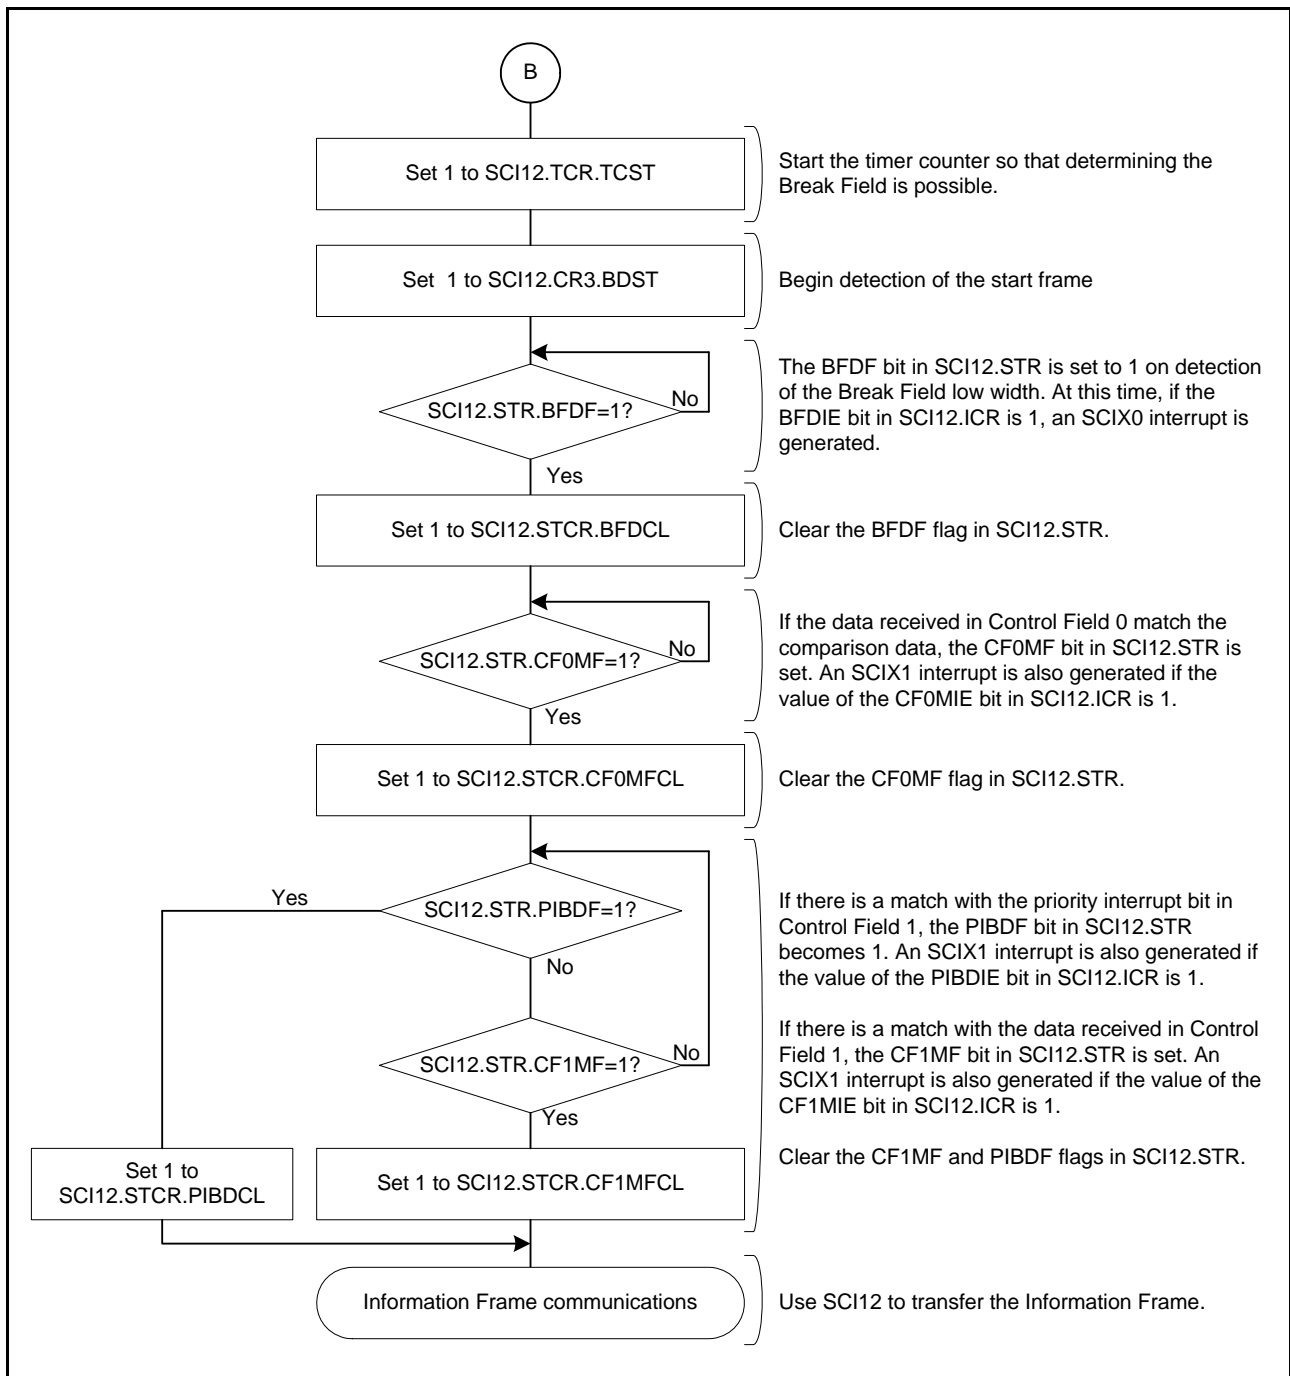 B
Set 1 to SCI12.TCR.TCST
Start the timer counter so that determining the
Break Field is possible.
Set 1 to SCI12.CR3.BDST
Begin detection of the start frame
SCI12.STR.BFDF=1?
No
Yes
The BFDF bit in SCI12.STR is set to 1 on detection
of the Break Field low width. At this time, if the
BFDIE bit in SCI12.ICR is 1, an SCIX0 interrupt is
generated.
Set 1 to SCI12.STCR.BFDCL
Clear the BFDF flag in SCI12.STR.
SCI12.STR.CF0MF=1?
No
Yes
If the data received in Control Field 0 match the
comparison data, the CF0MF bit in SCI12.STR is
set. An SCIX1 interrupt is also generated if the
value of the CF0MIE bit in SCI12.ICR is 1.
Set 1 to SCI12.STCR.CF0MFCL
Clear the CF0MF flag in SCI12.STR.
Yes
SCI12.STR.PIBDF=1?
No
If there is a match with the priority interrupt bit in
Control Field 1, the PIBDF bit in SCI12.STR
becomes 1. An SCIX1 interrupt is also generated if
the value of the PIBDIE bit in SCI12.ICR is 1.
SCI12.STR.CF1MF=1?
No
Yes
If there is a match with the data received in Control
Field 1, the CF1MF bit in SCI12.STR is set. An
SCIX1 interrupt is also generated if the value of the
CF1MIE bit in SCI12.ICR is 1.
Set 1 to
SCI12.STCR.PIBDCL
Set 1 to SCI12.STCR.CF1MFCL
Clear the CF1MF and PIBDF flags in SCI12.STR.
Information Frame communications
Use SCI12 to transfer the Information Frame.